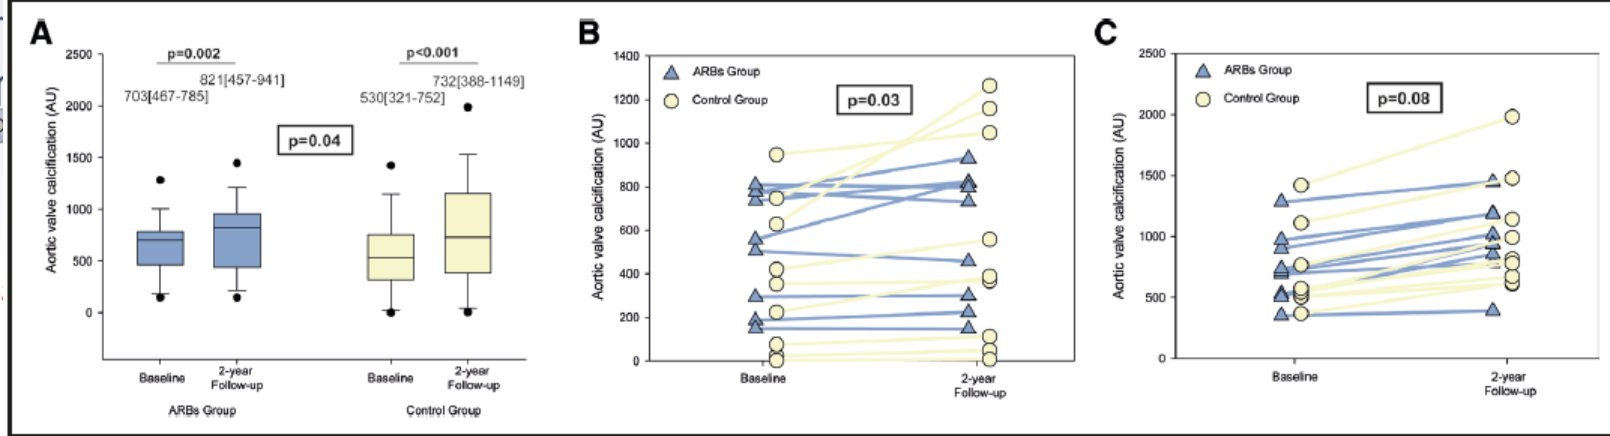 A
p=0.002
p<0.001
821[457-941]
732[388-1149]
703[467-785]
530[321-752]
p=0.04
Aortic valve calcification (AU)
2500
2000
1500
1000
500
0
Baseline
2-year
Follow-up
Baseline
2-year
Follow-up
ARBs Group
Control Group
B
ARBs Group
Control Group
p=0.03
Aortic valve calcification (AU)
1400
1200
1000
800
600
400
200
0
Baseline
2-year
Follow-up
C
ARBs Group
Control Group
p=0.08
Aortic valve calcification (AU)
2500
2000
1500
1000
500
0
Baseline
2-year
Follow-up